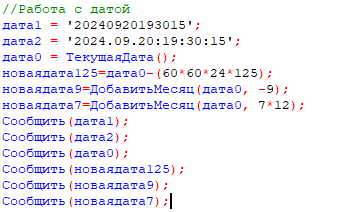 //Работа с датой
дата1 = '20240920193015';
дата2 = '2024.09.20:19:30:15';
дата0 = ТекущаяДата();
новаядата125=дата0-(60*60*24*125);
новаядата9=ДобавитьМесяц(дата0, -9);
новаядата7=ДобавитьМесяц(дата0, 7*12);
Сообщить(дата1);
Сообщить(дата2);
Сообщить(дата0);
Сообщить(новаядата125);
Сообщить(новаядата9);
Сообщить(новаядата7);